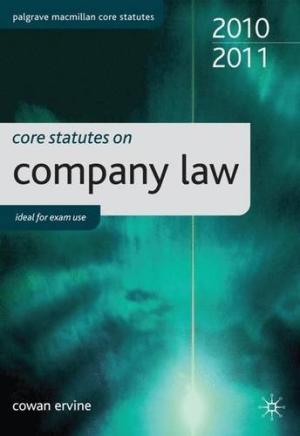 palgrave macmillan core statutes
2010
2011
core statutes on
company law
ideal for exam use
cowan ervine